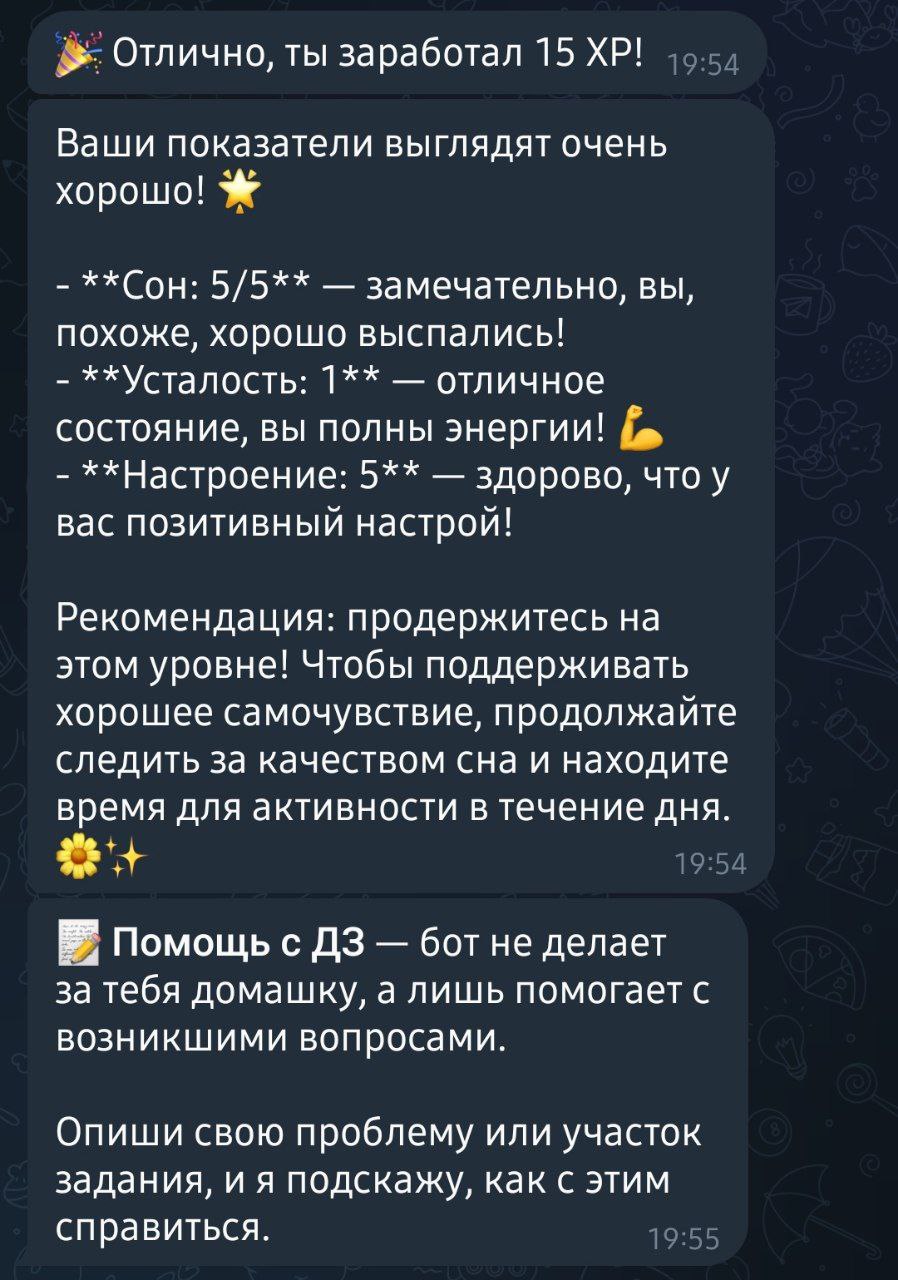 🎉 Отлично, ты заработал 15 XP! 19:54
Ваши показатели выглядят очень
хорошо! 🌟
- **Сон: 5/5** — замечательно, вы,
похоже, хорошо выспались!
- **Усталость: 1** — отличное
состояние, вы полны энергии! 💪
- **Настроение: 5** — здорово, что у
вас позитивный настрой!
Рекомендация: продержитесь на
этом уровне! Чтобы поддерживать
хорошее самочувствие, продолжайте
следить за качеством сна и находите
время для активности в течение дня.
🌼✨ 19:54
📝 Помощь с ДЗ — бот не делает
за тебя домашку, а лишь помогает с
возникшими вопросами.
Опиши свою проблему или участок
задания, и я подскажу, как с этим
справиться. 19:55